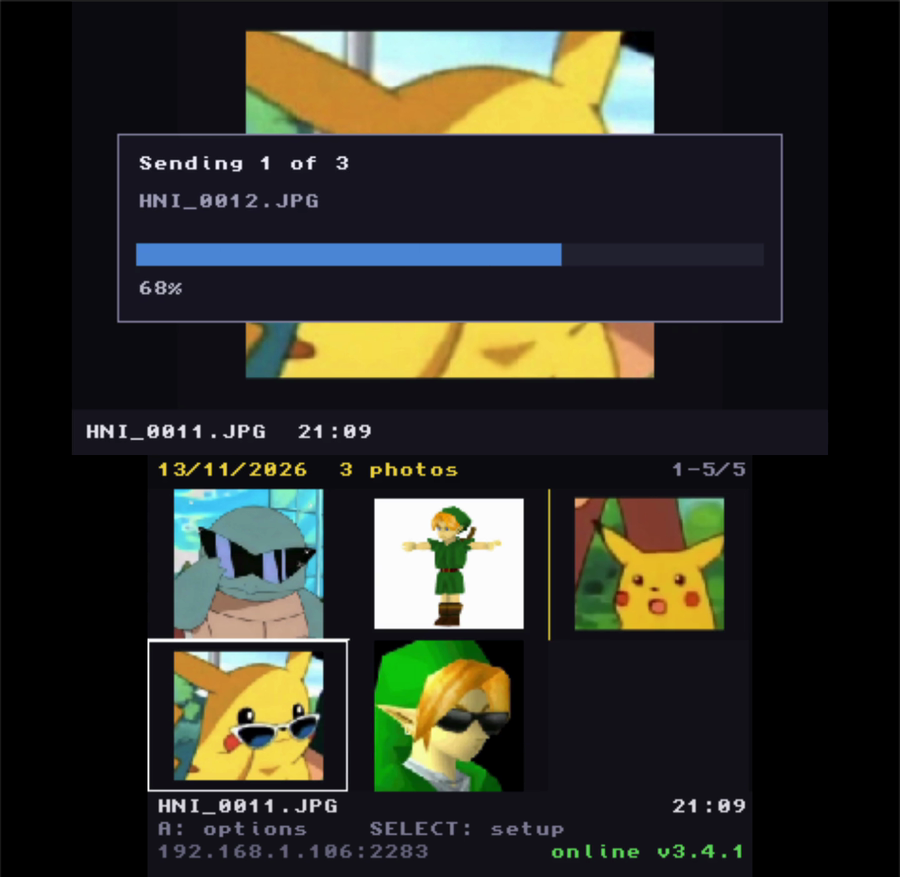 Sending 1 of 3
HNI_0012.JPG
68%
HNI_0011.JPG 21:09
13/11/2026 3 photos 1-5/5
HNI_0011.JPG 21:09
A: options SELECT: setup
192.168.1.106:2283 online v3.4.1